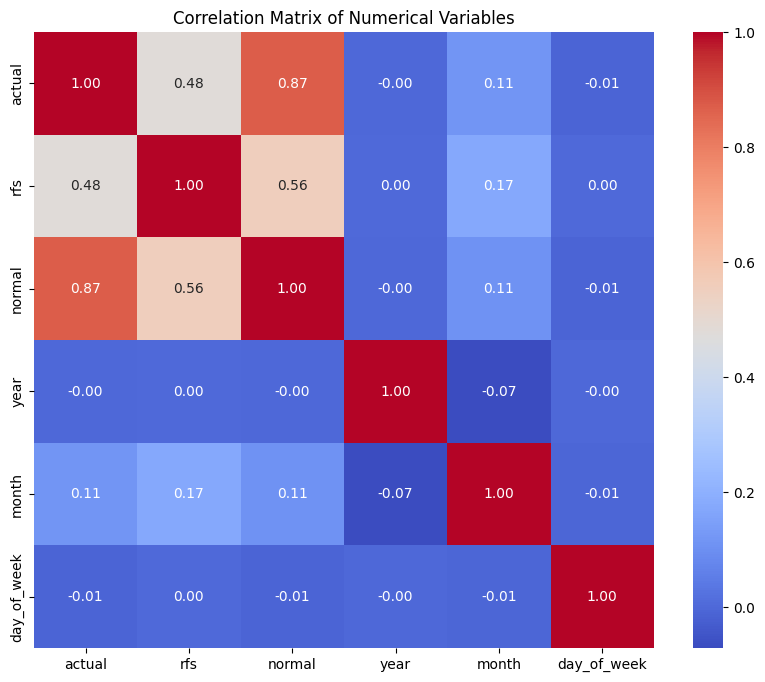 Correlation Matrix of Numerical Variables
actual 1.00 0.48 0.87 -0.00 0.11 -0.01
rfs 0.48 1.00 0.56 0.00 0.17 0.00
normal 0.87 0.56 1.00 -0.00 0.11 -0.01
year -0.00 0.00 -0.00 1.00 -0.07 -0.00
month 0.11 0.17 0.11 -0.07 1.00 -0.01
day_of_week -0.01 0.00 -0.01 -0.00 -0.01 1.00
actual rfs normal year month day_of_week
1.0
0.8
0.6
0.4
0.2
0.0